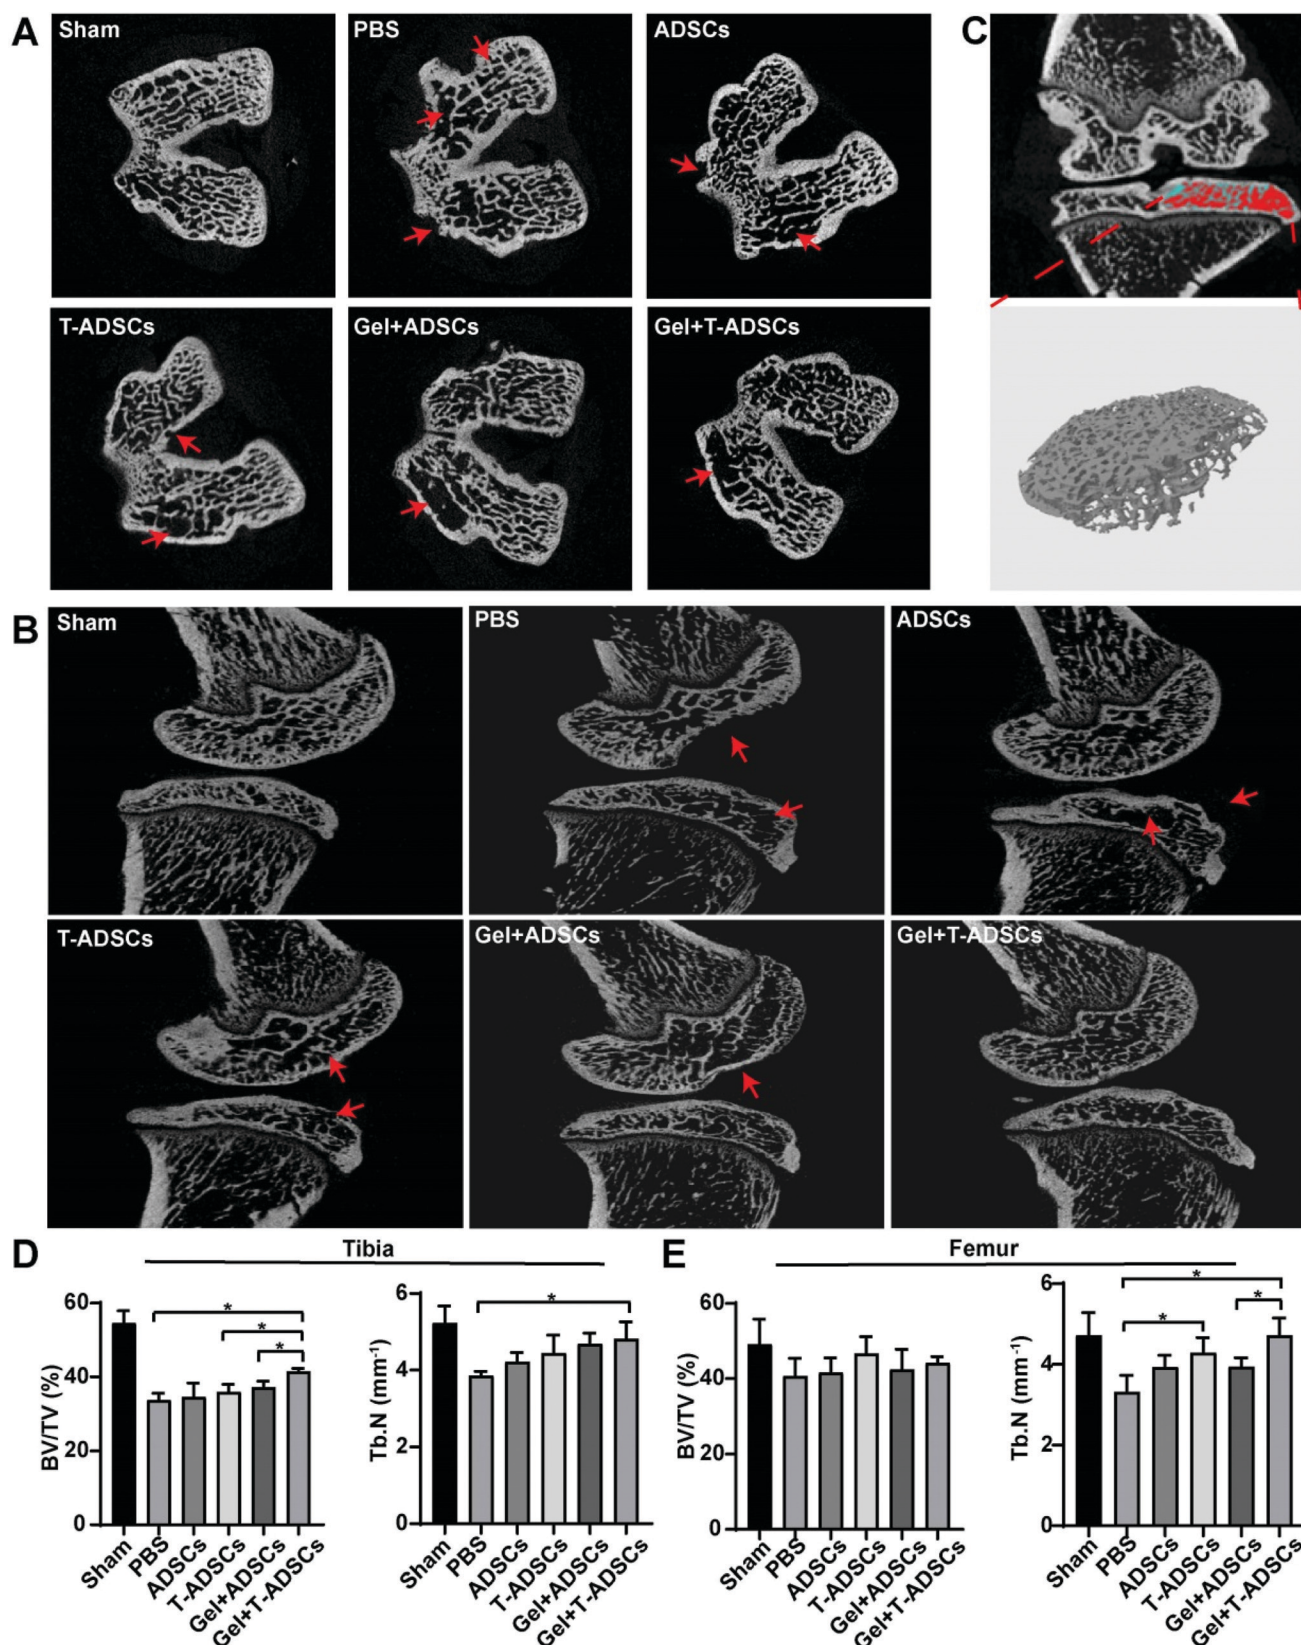 A
Sham
PBS
ADSCs
C
T-ADSCs
Gel+ADSCs
Gel+T-ADSCs
B
Sham
PBS
ADSCs
T-ADSCs
Gel+ADSCs
Gel+T-ADSCs
D
Tibia
E
Femur
60
40
20
0
BV/TV (%)
*
*
*
Sham
PBS
ADSCs
T-ADSCs
Gel+ADSCs
Gel+T-ADSCs
6
4
2
0
Tb.N (mm⁻¹)
*
Sham
PBS
ADSCs
T-ADSCs
Gel+ADSCs
Gel+T-ADSCs
60
40
20
0
BV/TV (%)
Sham
PBS
ADSCs
T-ADSCs
Gel+ADSCs
Gel+T-ADSCs
6
4
2
0
Tb.N (mm⁻¹)
*
*
*
Sham
PBS
ADSCs
T-ADSCs
Gel+ADSCs
Gel+T-ADSCs